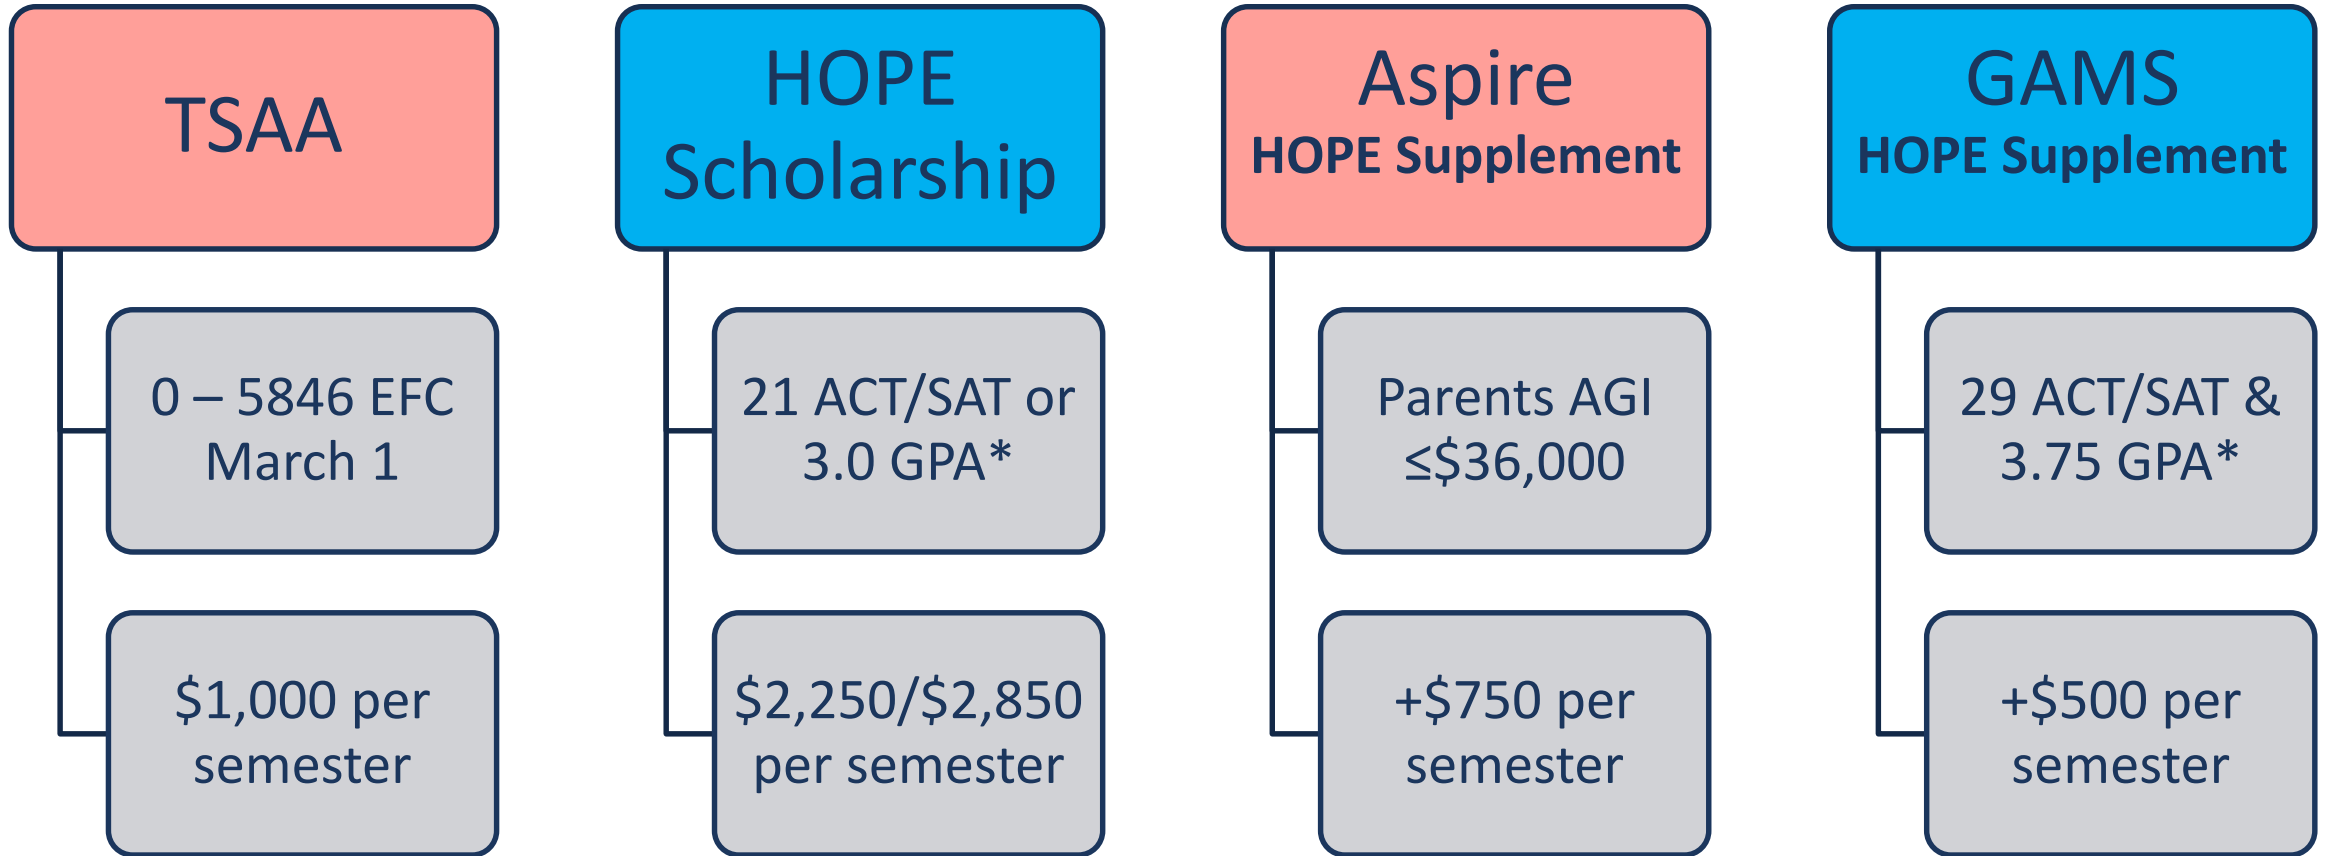 TSAA
0 – 5846 EFC
March 1
$1,000 per
semester
HOPE
Scholarship
21 ACT/SAT or
3.0 GPA*
$2,250/$2,850
per semester
Aspire
HOPE Supplement
Parents AGI
≤$36,000
+$750 per
semester
GAMS
HOPE Supplement
29 ACT/SAT &
3.75 GPA*
+$500 per
semester